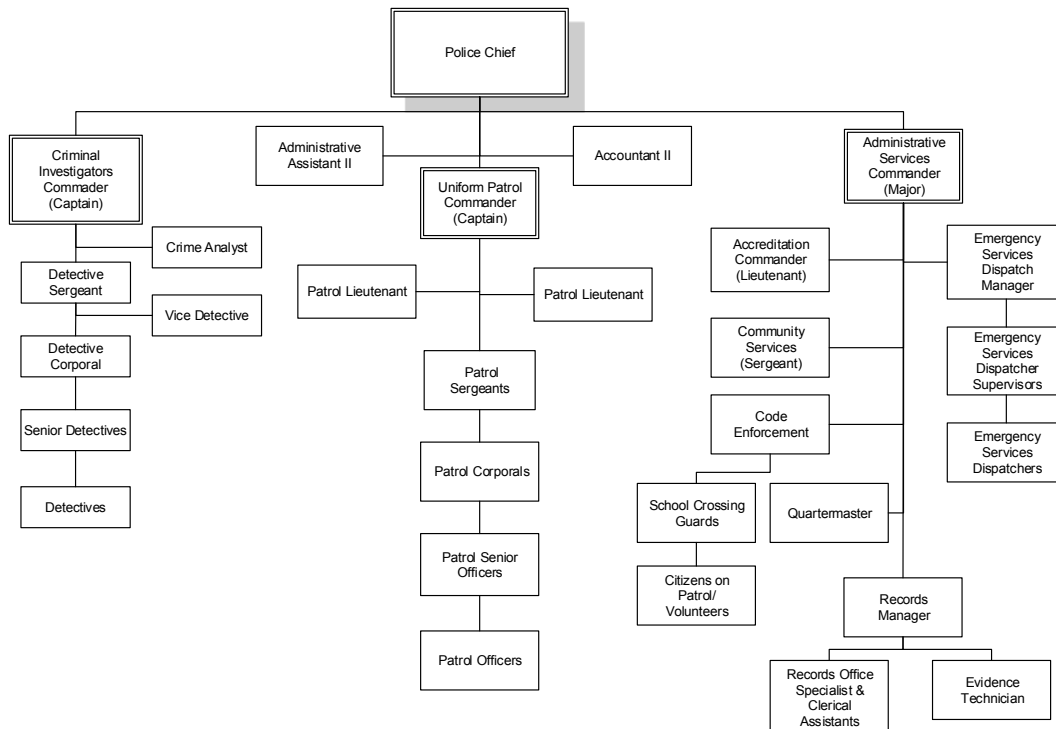 Police Chief
Administrative
Assistant II
Accountant II
Criminal
Investigators
Commader
(Captain)
Uniform Patrol
Commander
(Captain)
Administrative
Services
Commander
(Major)
Crime Analyst
Detective
Sergeant
Vice Detective
Detective
Corporal
Senior Detectives
Detectives
Patrol Lieutenant
Patrol Lieutenant
Patrol
Sergeants
Patrol Corporals
Patrol Senior
Officers
Patrol Officers
Accreditation
Commander
(Lieutenant)
Emergency
Services
Dispatch
Manager
Community
Services
(Sergeant)
Emergency
Services
Dispatcher
Supervisors
Code
Enforcement
Emergency
Services
Dispatchers
School Crossing
Guards
Quartermaster
Citizens on
Patrol/
Volunteers
Records
Manager
Records Office
Specialist &
Clerical
Assistants
Evidence
Technician